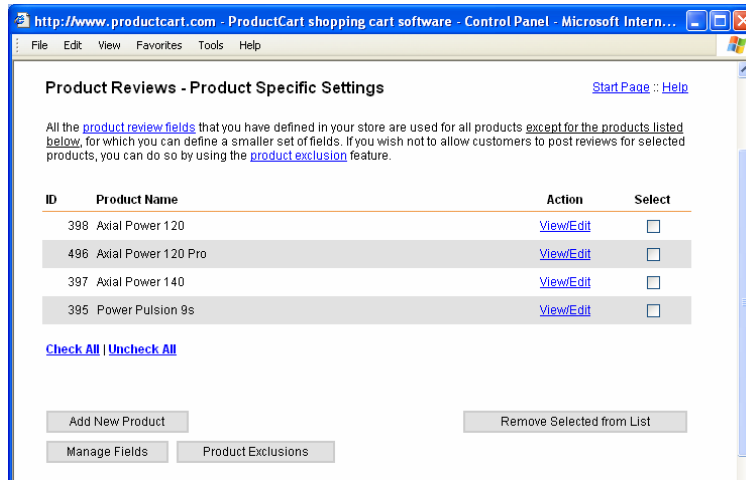 http://www.productcart.com - ProductCart shopping cart software - Control Panel - Microsoft Intern...
File Edit View Favorites Tools Help
Product Reviews - Product Specific Settings Start Page :: Help
All the product review fields that you have defined in your store are used for all products except for the products listed
below, for which you can define a smaller set of fields. If you wish not to allow customers to post reviews for selected
products, you can do so by using the product exclusion feature.
ID Product Name Action Select
398 Axial Power 120 View/Edit
496 Axial Power 120 Pro View/Edit
397 Axial Power 140 View/Edit
395 Power Pulsion 9s View/Edit
Check All | Uncheck All
Add New Product Remove Selected from List
Manage Fields Product Exclusions